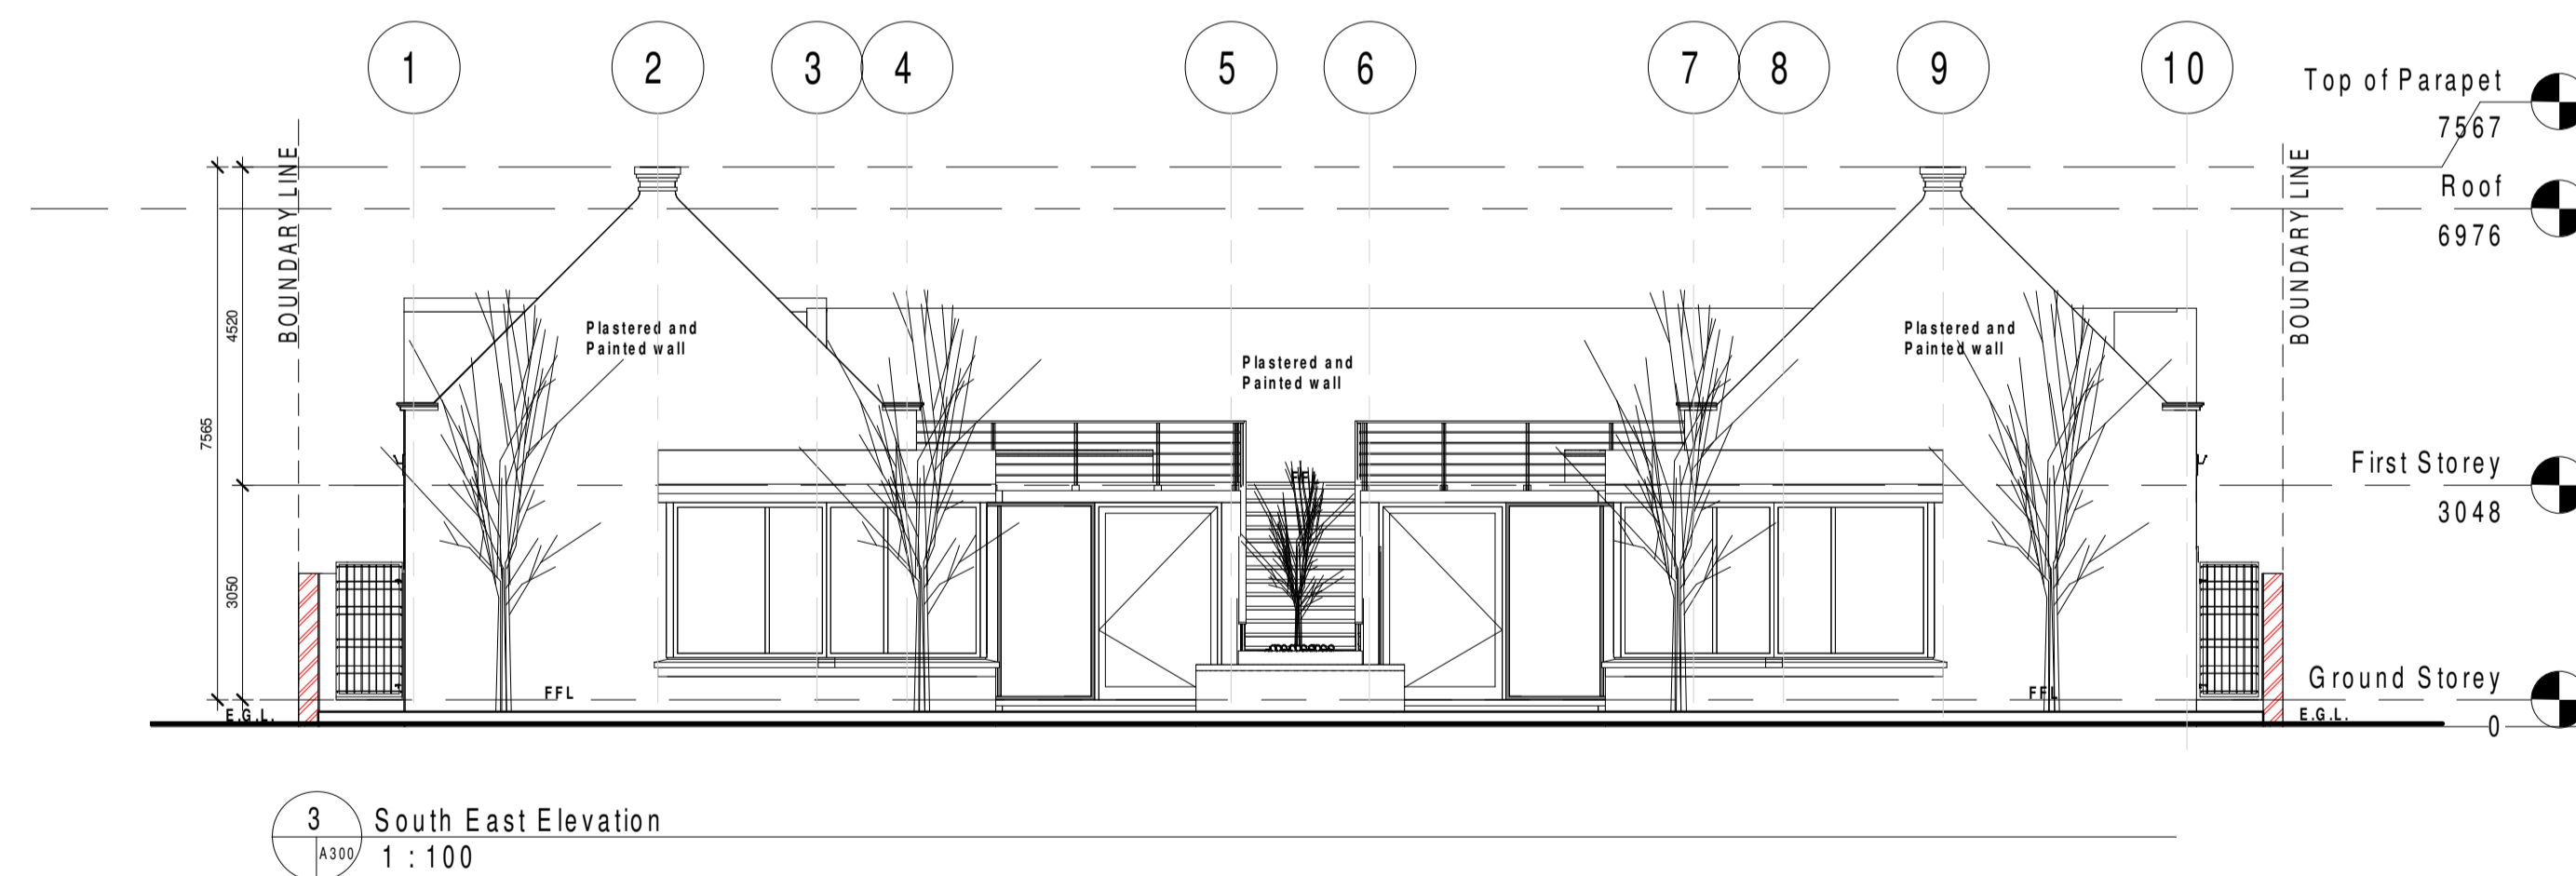 1 2 3 4 5 6 7 8 9 10
Top of Parapet
7567
Roof
6976
BOUNDARY LINE
BOUNDARY LINE
4520
7565
3050
Plastered and
Painted wall
Plastered and
Painted wall
Plastered and
Painted wall
First Storey
3048
FFL
FFL
FFL
Ground Storey
0
E.G.L.
E.G.L.
3
A300
South East Elevation
1 : 100